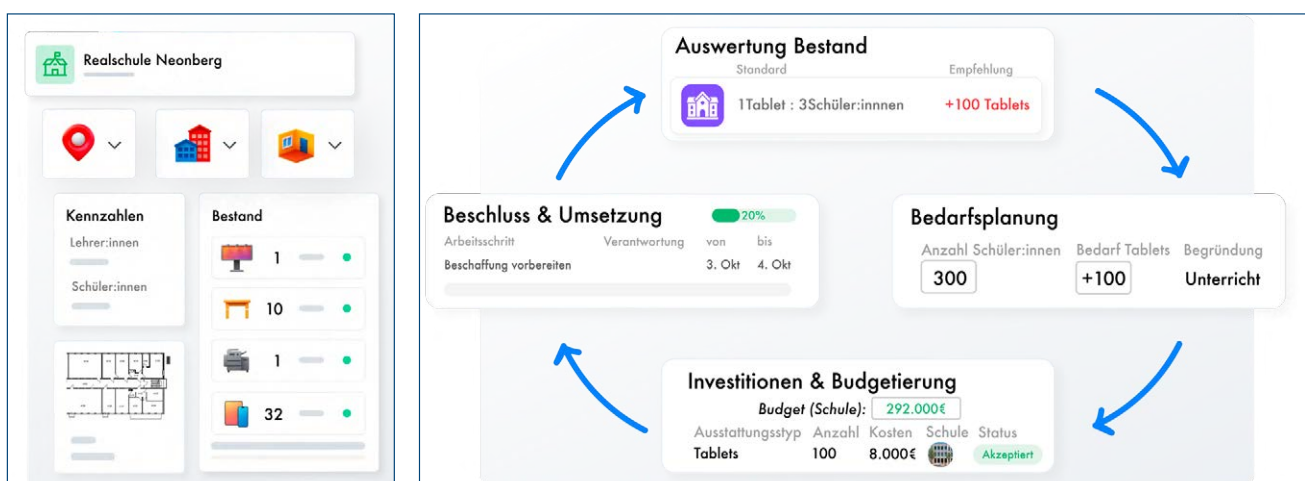 Realschule Neonberg
Kennzahlen
Lehrer:innen
Schüler:innen
Bestand
1
10
1
32
Auswertung Bestand
Standard Empfehlung
1Tablet : 3Schüler:innnen +100 Tablets
Beschluss & Umsetzung 20%
Arbeitsschritt Verantwortung von bis
Beschaffung vorbereiten 3. Okt 4. Okt
Bedarfsplanung
Anzahl Schüler:innen Bedarf Tablets Begründung
300 +100 Unterricht
Investitionen & Budgetierung
Budget (Schule): 292.000€
Ausstattungsstyp Anzahl Kosten Schule Status
Tablets 100 8.000€ Akzeptiert